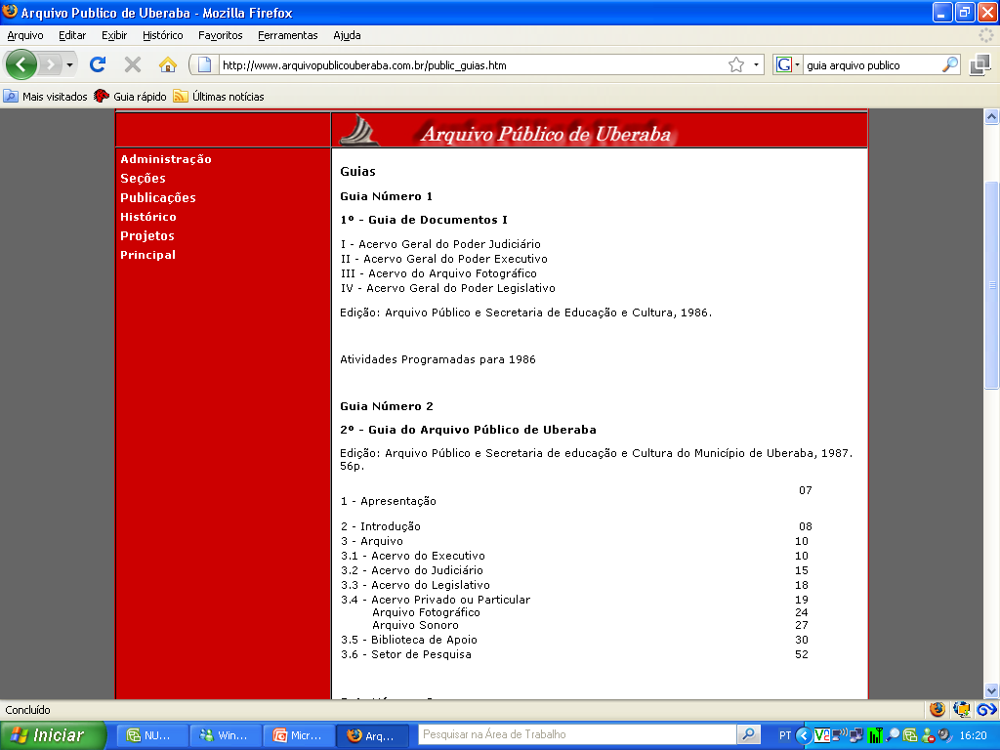 Arquivo Publico de Uberaba - Mozilla Firefox
Arquivo Editar Exibir Histórico Favoritos Ferramentas Ajuda
http://www.arquivopublicouberaba.com.br/public_guias.htm
guia arquivo publico
Mais visitados Guia rápido Últimas notícias
Arquivo Público de Uberaba
Administração
Seções
Publicações
Histórico
Projetos
Principal
Guias
Guia Número 1
1º - Guia de Documentos I
I - Acervo Geral do Poder Judiciário
II - Acervo Geral do Poder Executivo
III - Acervo do Arquivo Fotográfico
IV - Acervo Geral do Poder Legislativo
Edição: Arquivo Público e Secretaria de Educação e Cultura, 1986.
Atividades Programadas para 1986
Guia Número 2
2º - Guia do Arquivo Público de Uberaba
Edição: Arquivo Público e Secretaria de educação e Cultura do Município de Uberaba, 1987.
56p.
1 - Apresentação 07
2 - Introdução 08
3 - Arquivo 10
3.1 - Acervo do Executivo 10
3.2 - Acervo do Judiciário 15
3.3 - Acervo do Legislativo 18
3.4 - Acervo Privado ou Particular 19
Arquivo Fotográfico 24
Arquivo Sonoro 27
3.5 - Biblioteca de Apoio 30
3.6 - Setor de Pesquisa 52
Concluído
Iniciar NU... Win... Micr... Arq... Pesquisar na Área de Trabalho PT 16:20